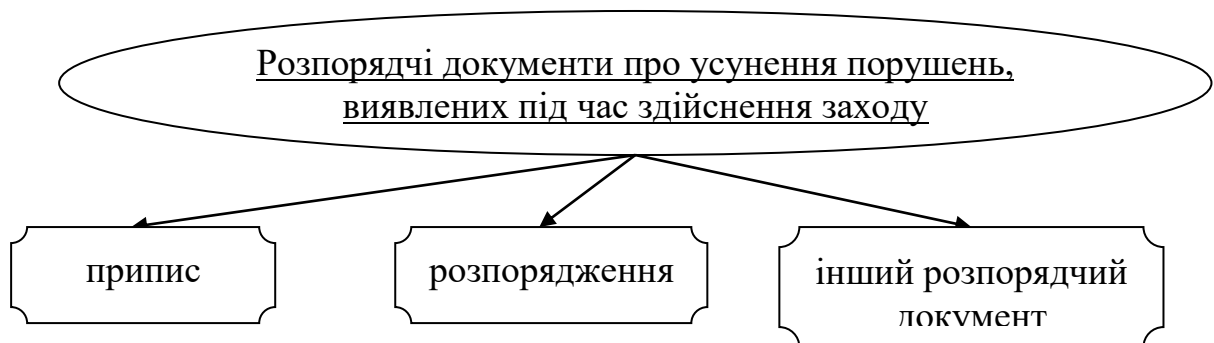 Розпорядчі документи про усунення порушень,
виявлених під час здійснення заходу
припис
розпорядження
інший розпорядчий
документ